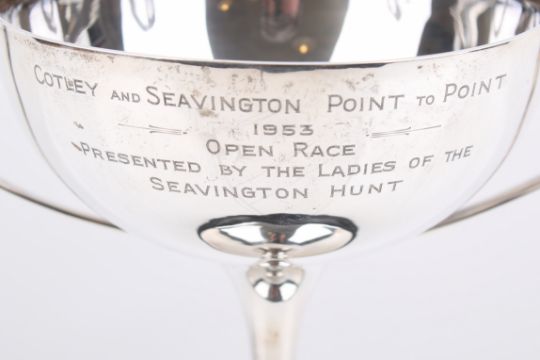 COTLEY AND SEAVINGTON POINT TO POINT
1953
OPEN RACE
PRESENTED BY THE LADIES OF THE
SEAVINGTON HUNT